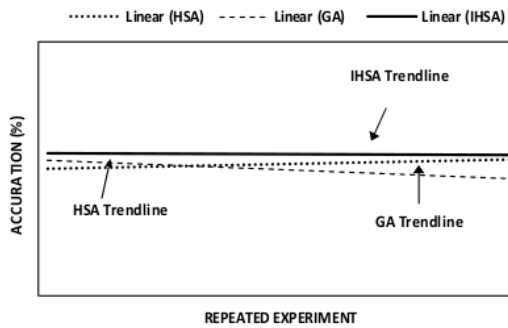 Linear (HSA) Linear (GA) Linear (IHSA)
IHSA Trendline
ACCURATION (%)
HSA Trendline
GA Trendline
REPEATED EXPERIMENT